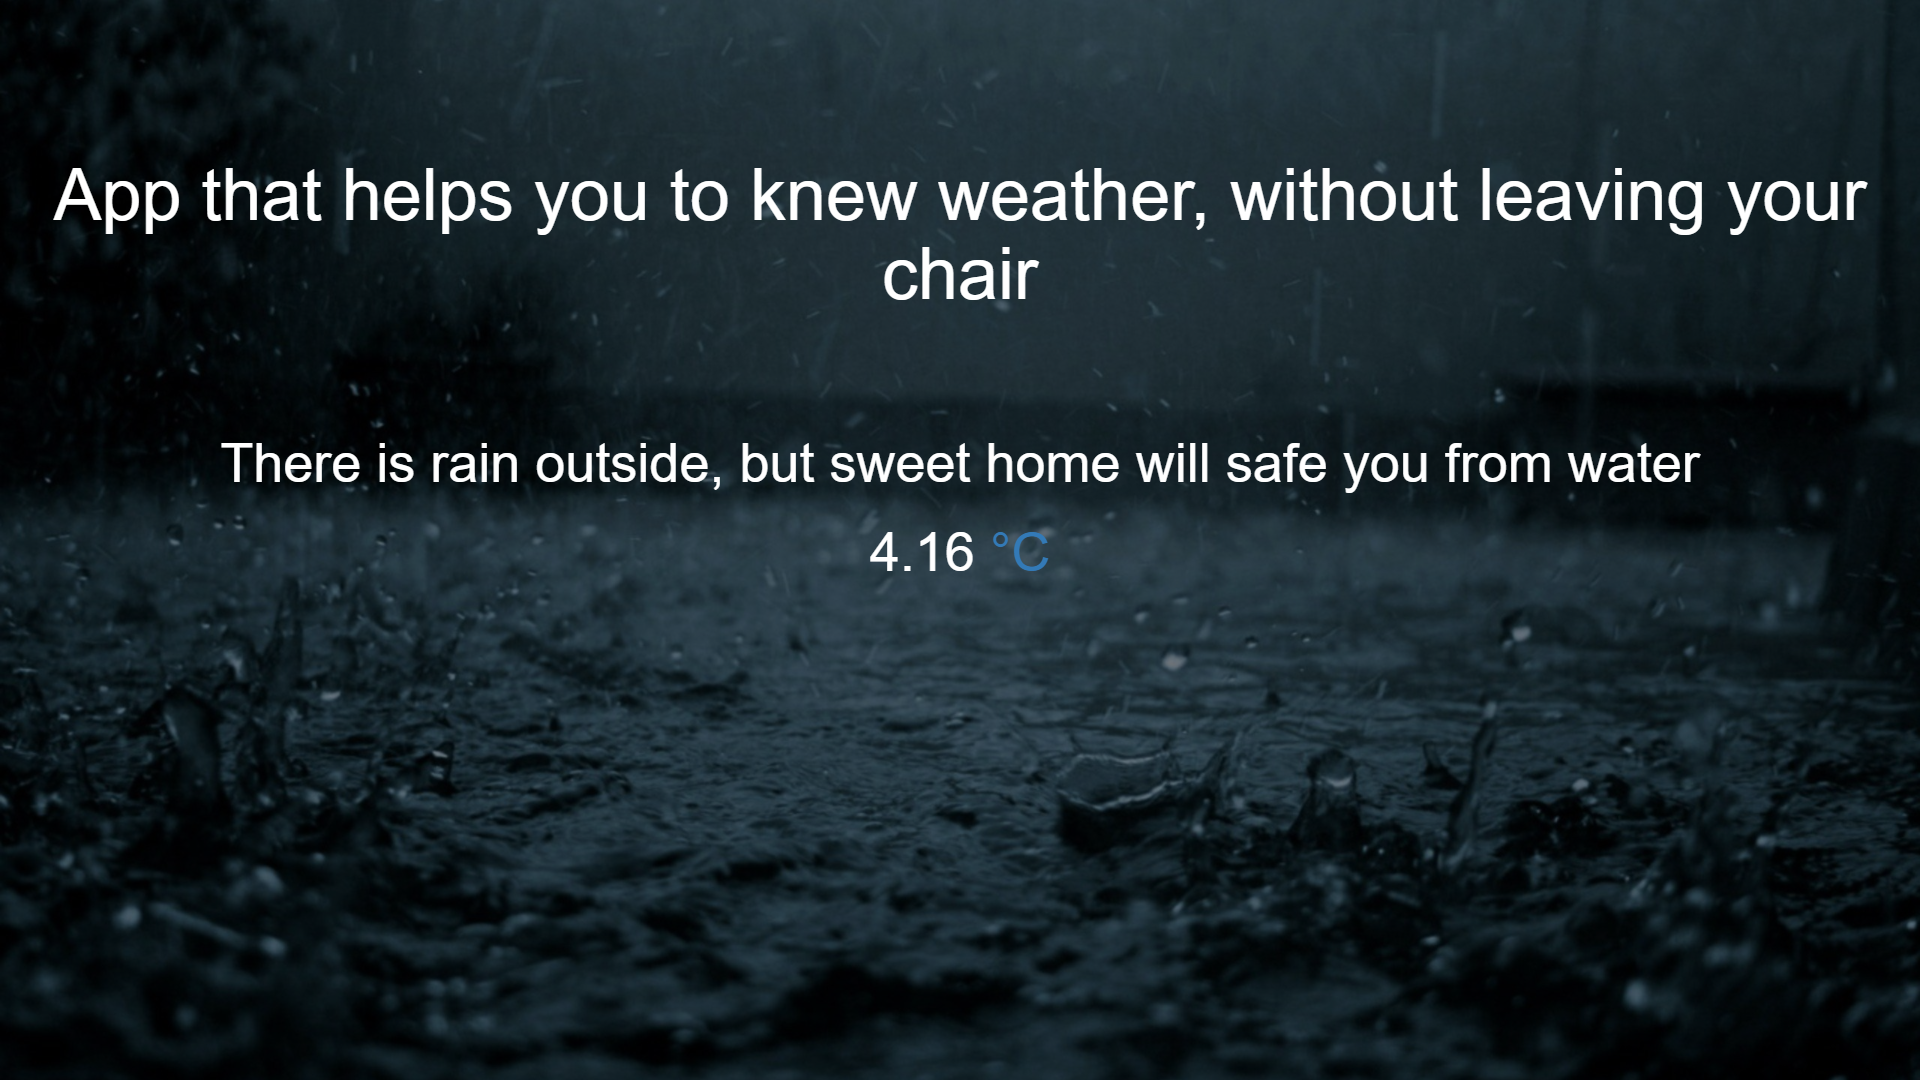 App that helps you to knew weather, without leaving your
chair
There is rain outside, but sweet home will safe you from water
4.16 °C